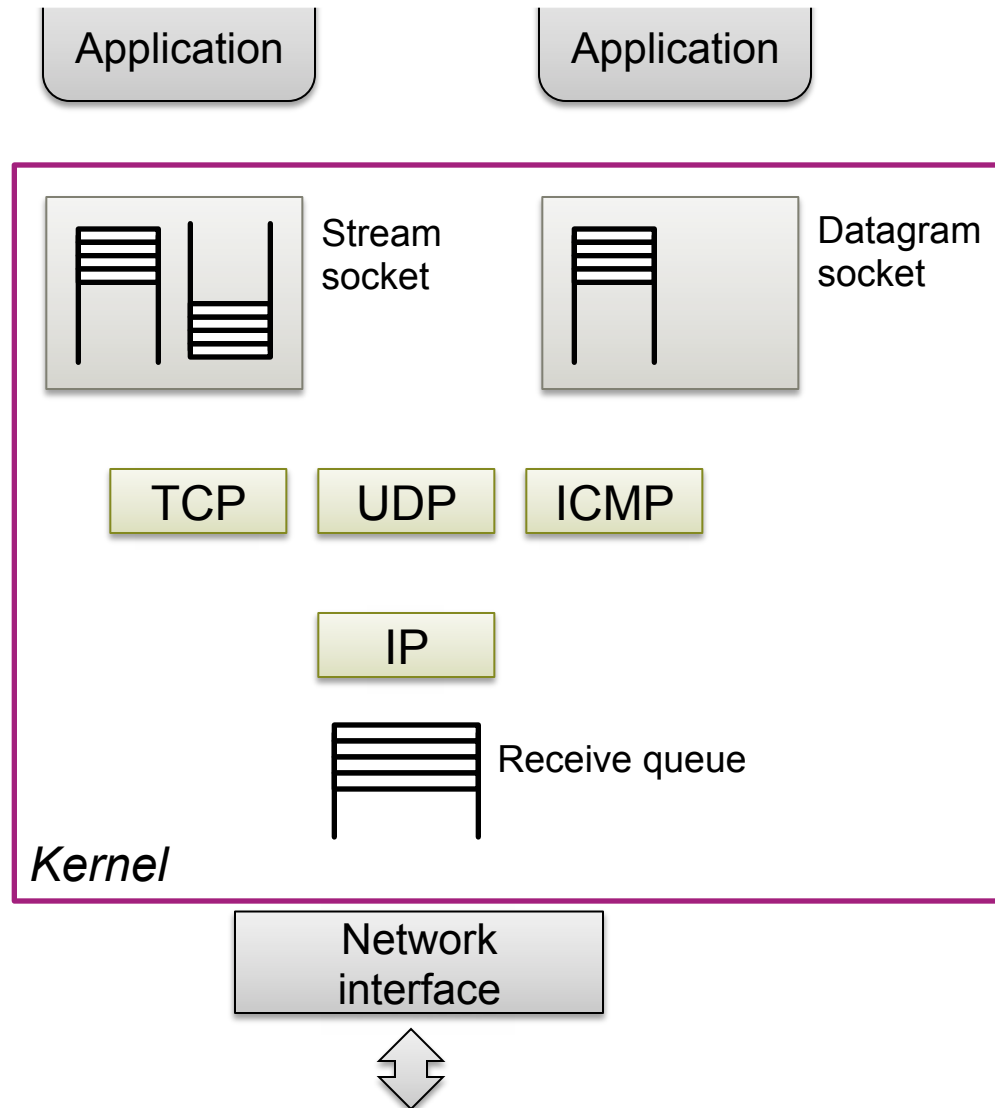 Application
Application
Stream
socket
Datagram
socket
TCP
UDP
ICMP
IP
Receive queue
Kernel
Network
interface